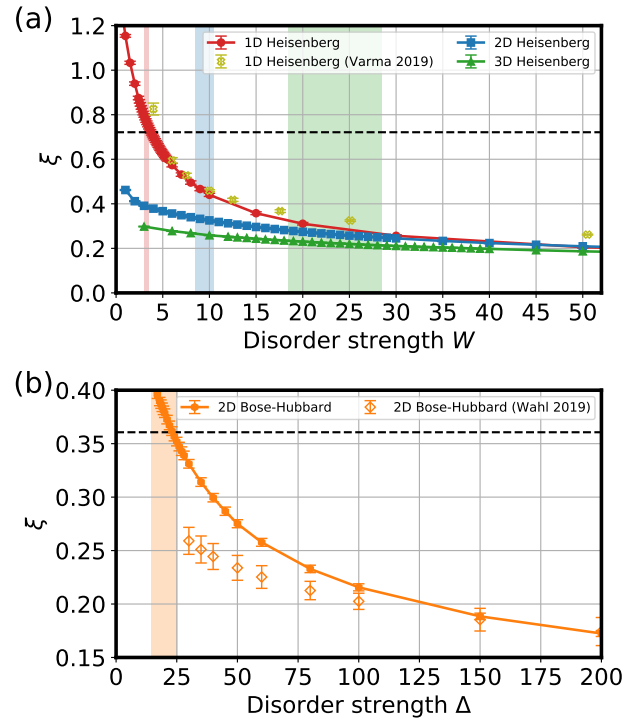 (a)
1D Heisenberg
1D Heisenberg (Varma 2019)
2D Heisenberg
3D Heisenberg
1.2
1.0
0.8
0.6
0.4
0.2
0.0
ξ
0 5 10 15 20 25 30 35 40 45 50
Disorder strength W
(b)
2D Bose-Hubbard
2D Bose-Hubbard (Wahl 2019)
0.40
0.35
0.30
0.25
0.20
0.15
ξ
0 25 50 75 100 125 150 175 200
Disorder strength Δ